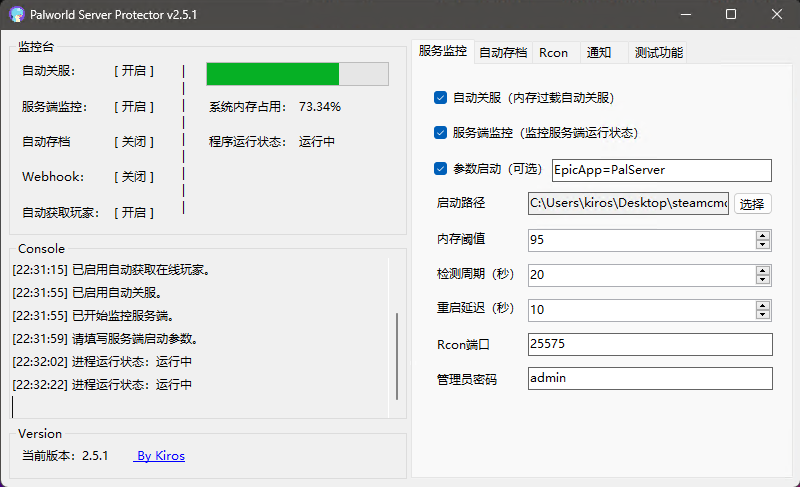 Palworld Server Protector v2.5.1
监控台
自动关服： [ 开启 ]
服务端监控： [ 开启 ]
系统内存占用： 73.34%
自动存档 [ 关闭 ]
程序运行状态： 运行中
Webhook: [ 关闭 ]
自动获取玩家： [ 开启 ]
Console
[22:31:15] 已启用自动获取在线玩家。
[22:31:55] 已启用自动关服。
[22:31:55] 已开始监控服务端。
[22:31:59] 请填写服务端启动参数。
[22:32:02] 进程运行状态：运行中
[22:32:22] 进程运行状态：运行中
Version
当前版本：2.5.1 By Kiros
服务监控 自动存档 Rcon 通知 测试功能
自动关服（内存过载自动关服）
服务端监控（监控服务端运行状态）
参数启动（可选） EpicApp=PalServer
启动路径 C:\Users\kiros\Desktop\steamcmd 选择
内存阈值 95
检测周期（秒） 20
重启延迟（秒） 10
Rcon端口 25575
管理员密码 admin